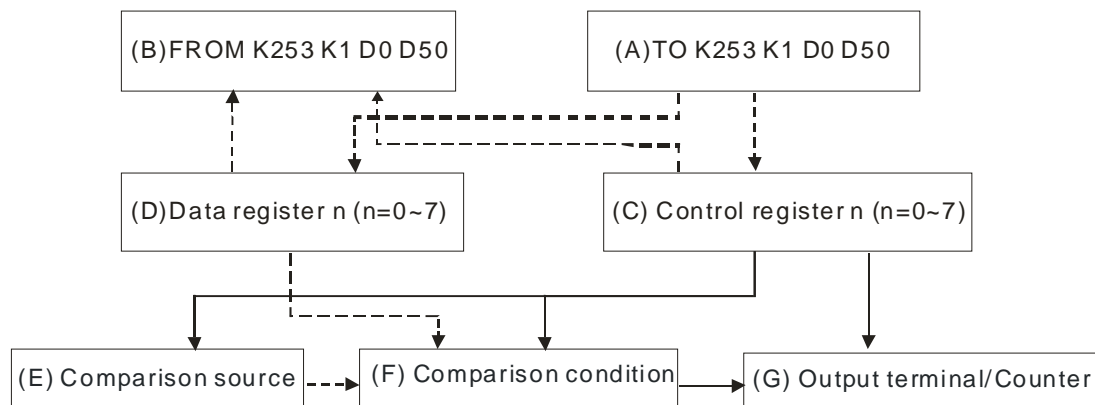 (B)FROM K253 K1 D0 D50
(A)TO K253 K1 D0 D50
(D)Data register n (n=0~7)
(C) Control register n (n=0~7)
(E) Comparison source
(F) Comparison condition
(G) Output terminal/Counter